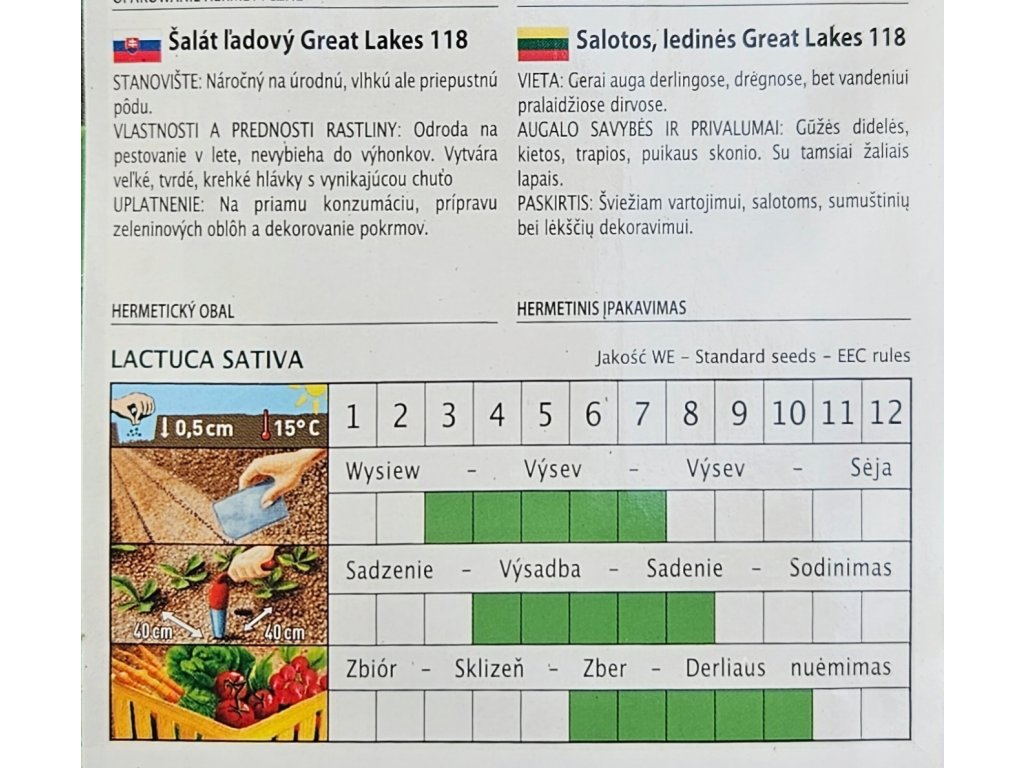 Šalát ľadový Great Lakes 118
STANOVIŠTE: Náročný na úrodnú, vlhkú ale priepustnú
pôdu.
VLASTNOSTI A PREDNOSTI RASTLINY: Odroda na
pestovanie v lete, nevybieha do výhonkov. Vytvára
veľké, tvrdé, krehké hlávky s vynikajúcou chuťo
UPLATNENIE: Na priamu konzumáciu, prípravu
zeleninových oblôh a dekorovanie pokrmov.
HERMETICKÝ OBAL
Salotos, ledinės Great Lakes 118
VIETA: Gerai auga derlingose, drėgnose, bet vandeniui
pralaidžiose dirvose.
AUGALO SAVYBĖS IR PRIVALUMAI: Gūžės didelės,
kietos, trapios, puikaus skonio. Su tamsiai žaliais
lapais.
PASKIRTIS: Šviežiam vartojimui, salotoms, sumuštinių
bei lėkščių dekoravimui.
HERMETINIS ĮPAKAVIMAS
LACTUCA SATIVA
Jakość WE – Standard seeds – EEC rules
0,5 cm 15° C
1 2 3 4 5 6 7 8 9 10 11 12
Wysiew – Výsev – Výsev – Sėja
Sadzenie – Výsadba – Sadenie – Sodinimas
40 cm 40 cm
Zbiór – Sklizeň – Zber – Derliaus nuėmimas